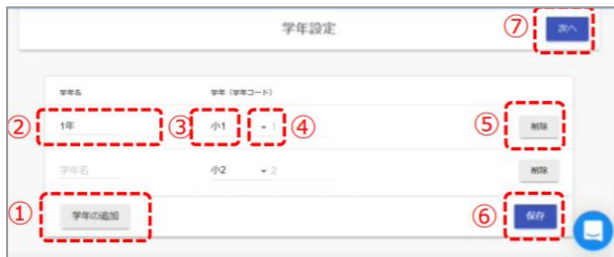 学年設定
⑦
次へ
学年名
学年（学年コード）
②
1年
③
小1
④
1
⑤
削除
学年名
小2
2
削除
①
学年の追加
⑥
保存